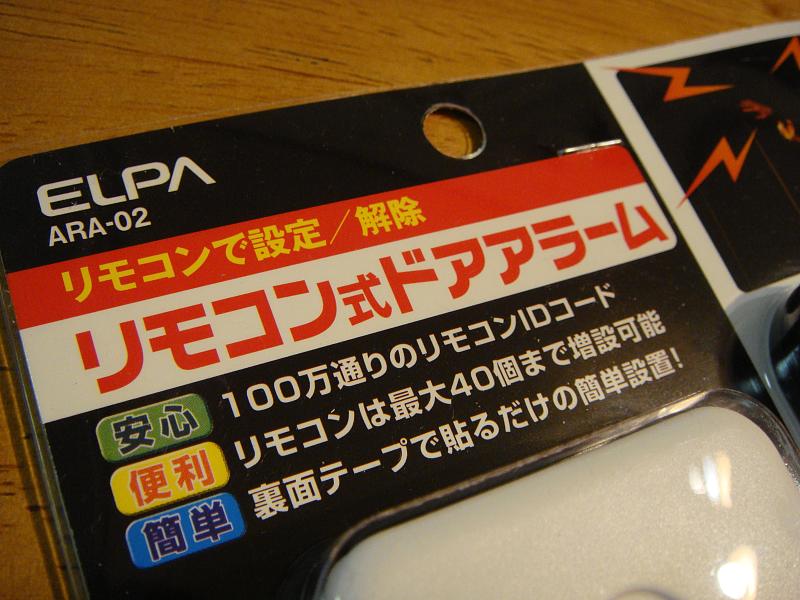 ELPA
ARA-02
リモコンで設定／解除
リモコン式ドアアラーム
安心 100万通りのリモコンIDコード
便利 リモコンは最大40個まで増設可能
簡単 裏面テープで貼るだけの簡単設置!